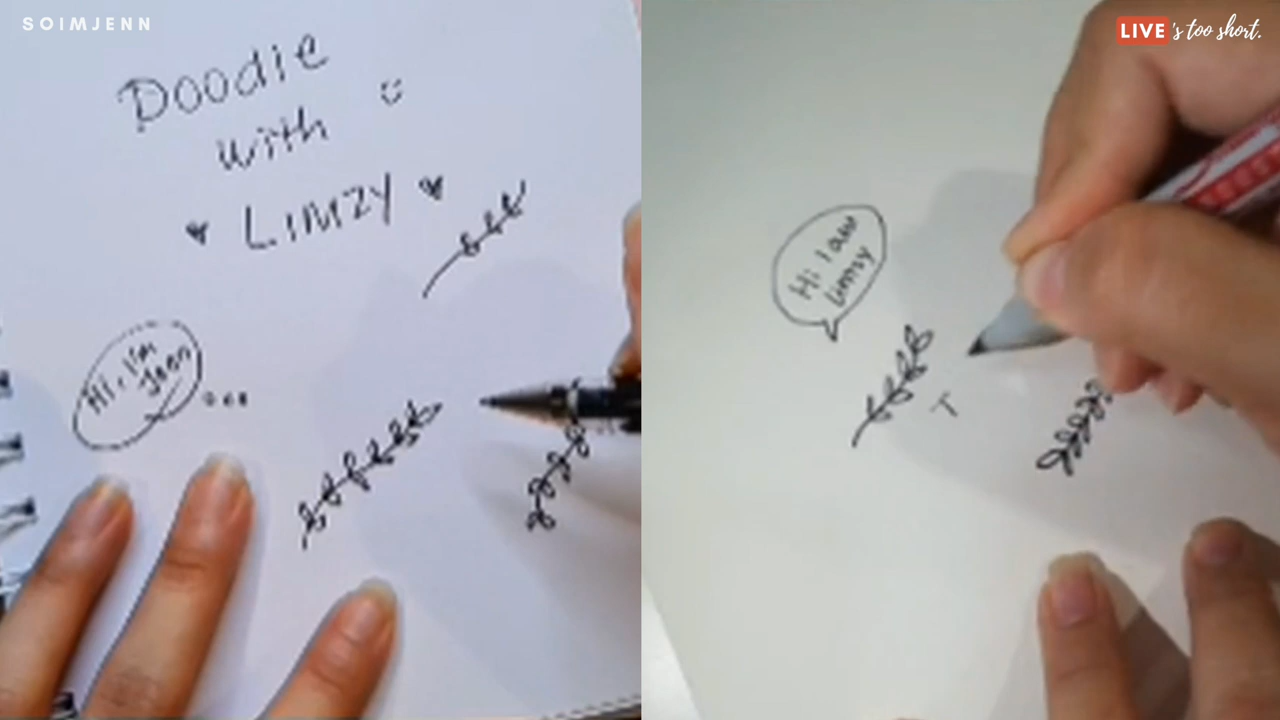 SOIMJENN
LIVE's too short.
Doodle
with
LIMZY
Hi, I'm
Jenn
Hi I am
Limzy
T